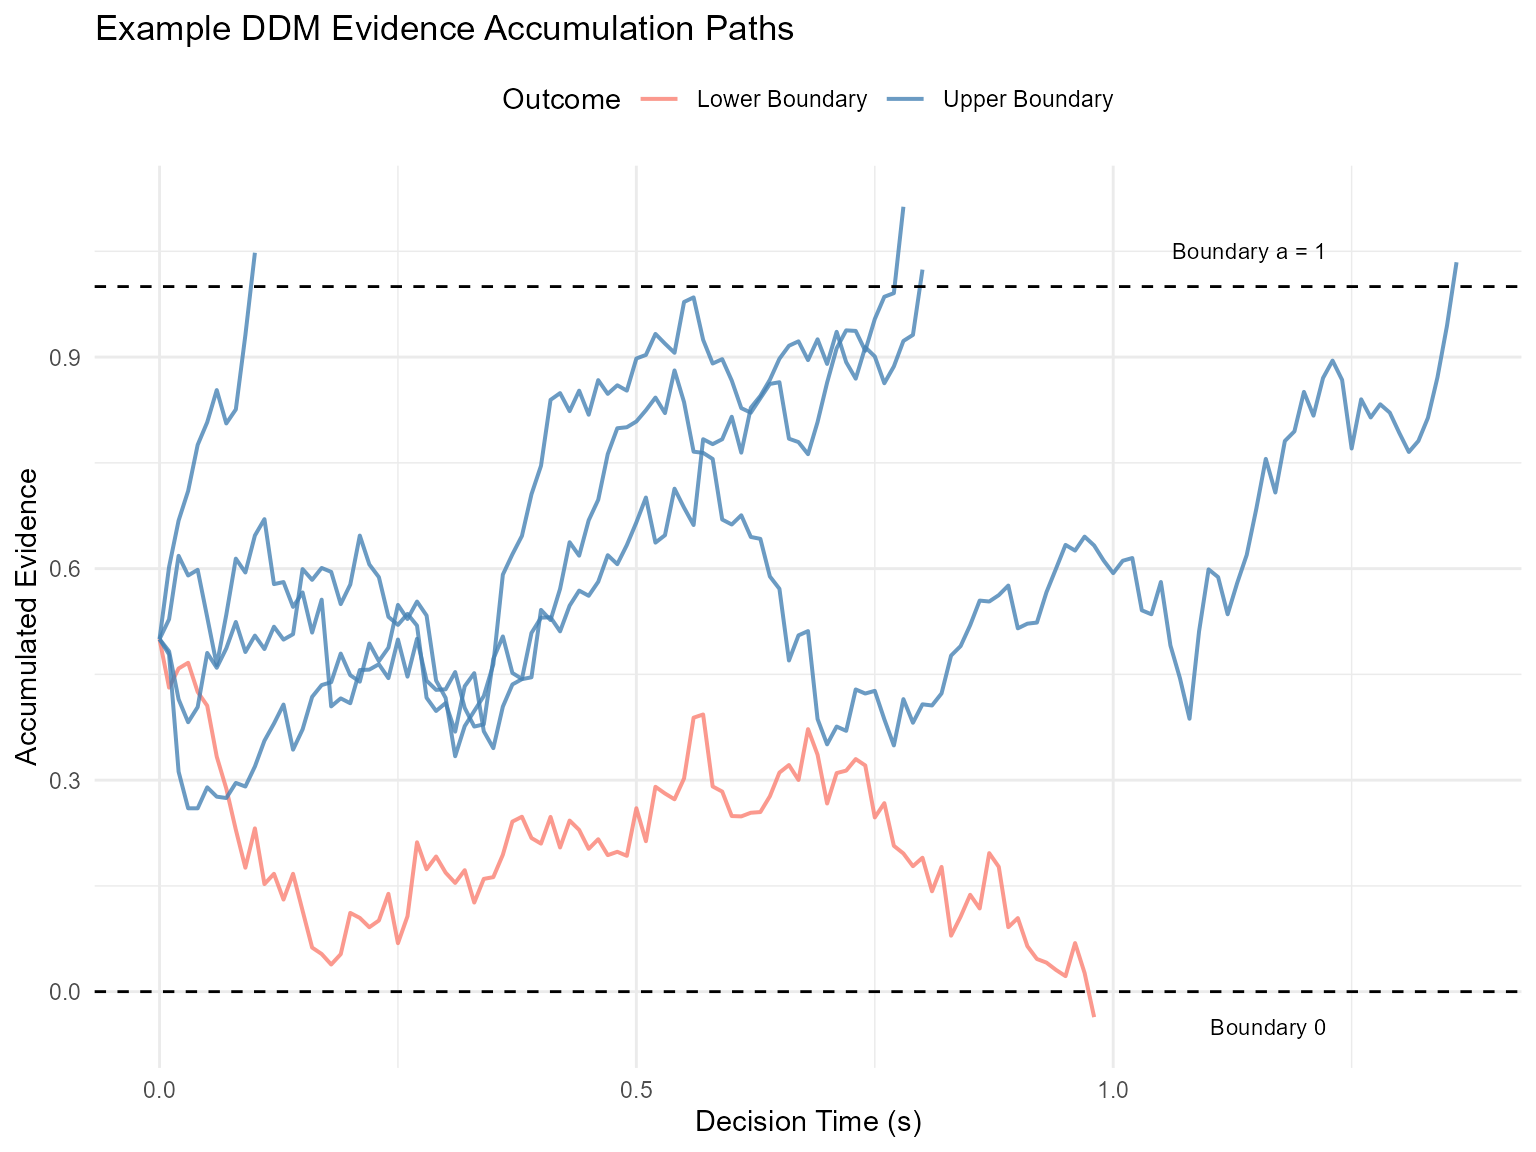 Example DDM Evidence Accumulation Paths
Outcome Lower Boundary Upper Boundary
Boundary a = 1
0.9
0.6
0.3
0.0
Accumulated Evidence
Boundary 0
0.0 0.5 1.0
Decision Time (s)